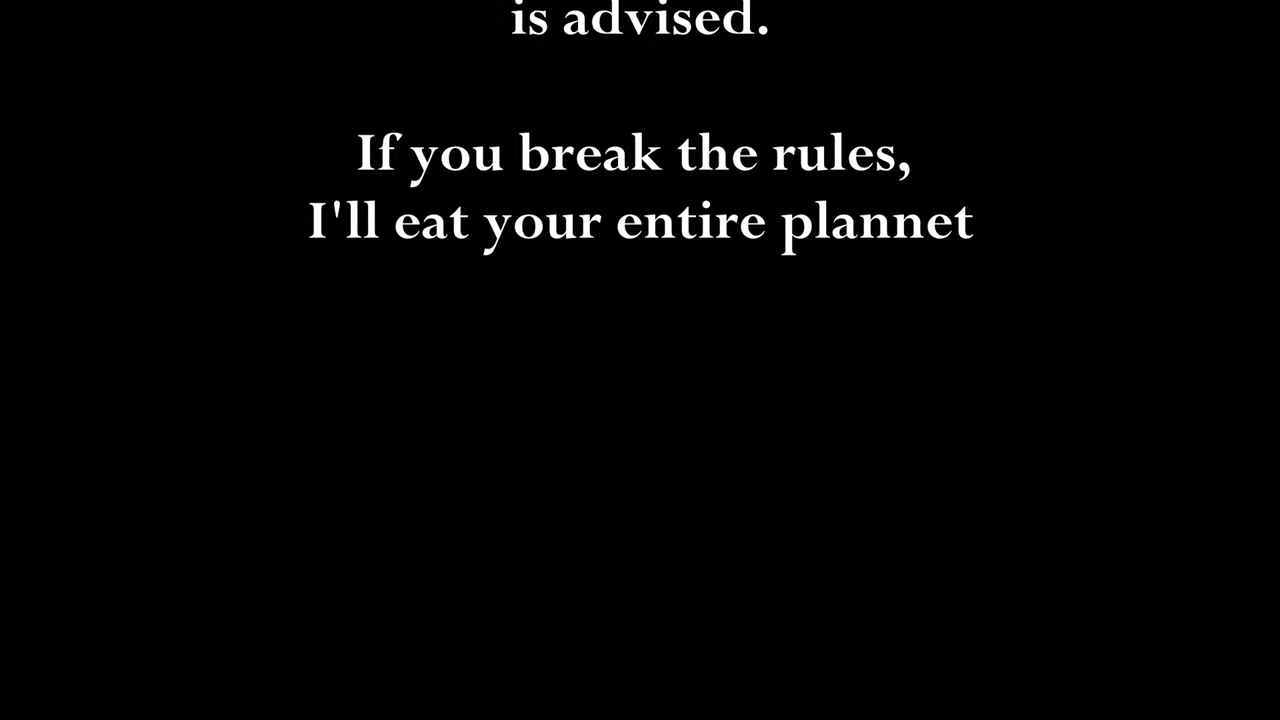 is advised.
If you break the rules,
I'll eat your entire plannet